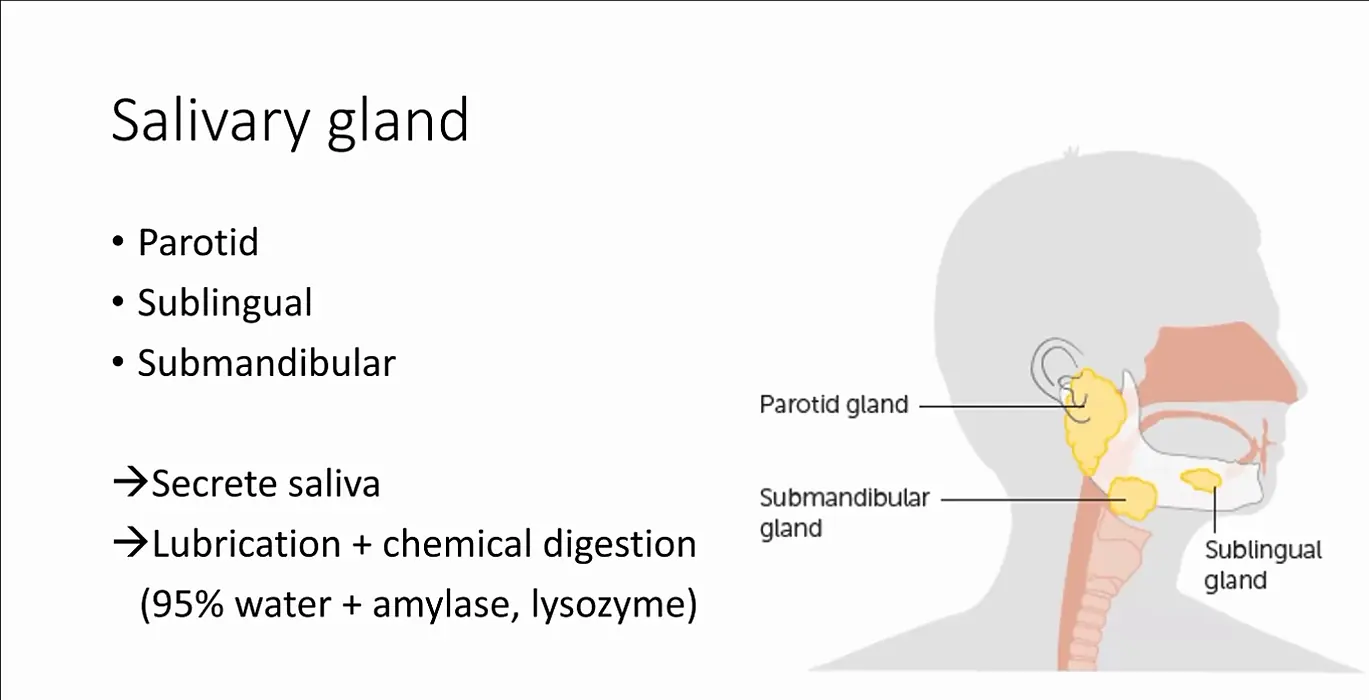 Salivary gland
• Parotid
• Sublingual
• Submandibular
→Secrete saliva
→Lubrication + chemical digestion
(95% water + amylase, lysozyme)
Parotid gland
Submandibular
gland
Sublingual
gland